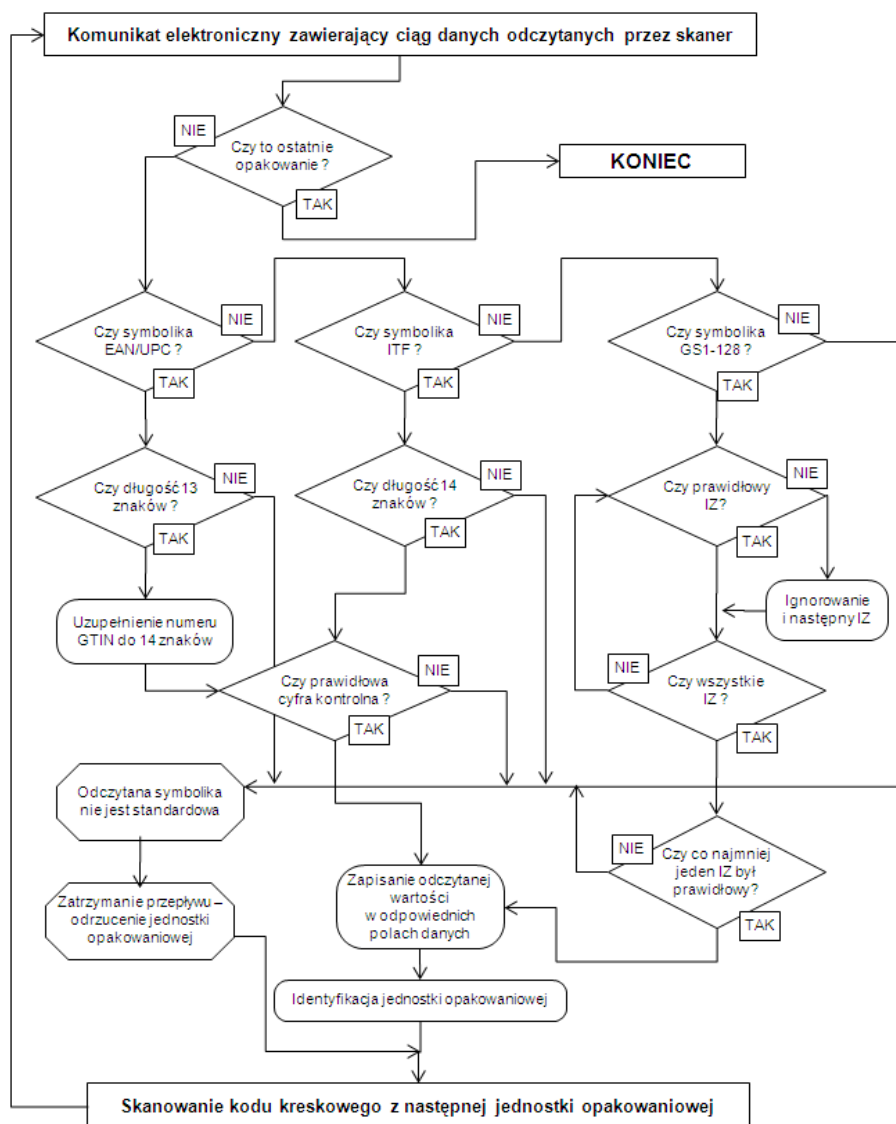 Komunikat elektroniczny zawierający ciąg danych odczytanych przez skaner
NIE
Czy to ostatnie
opakowanie ?
TAK
KONIEC
Czy symbolika
EAN/UPC ?
NIE
TAK
Czy symbolika
ITF ?
NIE
TAK
Czy symbolika
GS1-128 ?
NIE
TAK
Czy długość 13
znaków ?
NIE
TAK
Czy długość 14
znaków ?
NIE
TAK
Czy prawidłowy
IZ?
NIE
TAK
Uzupełnienie numeru
GTIN do 14 znaków
Ignorowanie
i następny IZ
Czy prawidłowa
cyfra kontrolna ?
NIE
TAK
NIE
Czy wszystkie
IZ ?
TAK
Odczytana symbolika
nie jest standardowa
NIE
Czy co najmniej
jeden IZ był
prawidłowy?
TAK
Zatrzymanie przepływu –
odrzucenie jednostki
opakowaniowej
Zapisanie odczytanej
wartości
w odpowiednich
polach danych
Identyfikacja jednostki opakowaniowej
Skanowanie kodu kreskowego z następnej jednostki opakowaniowej